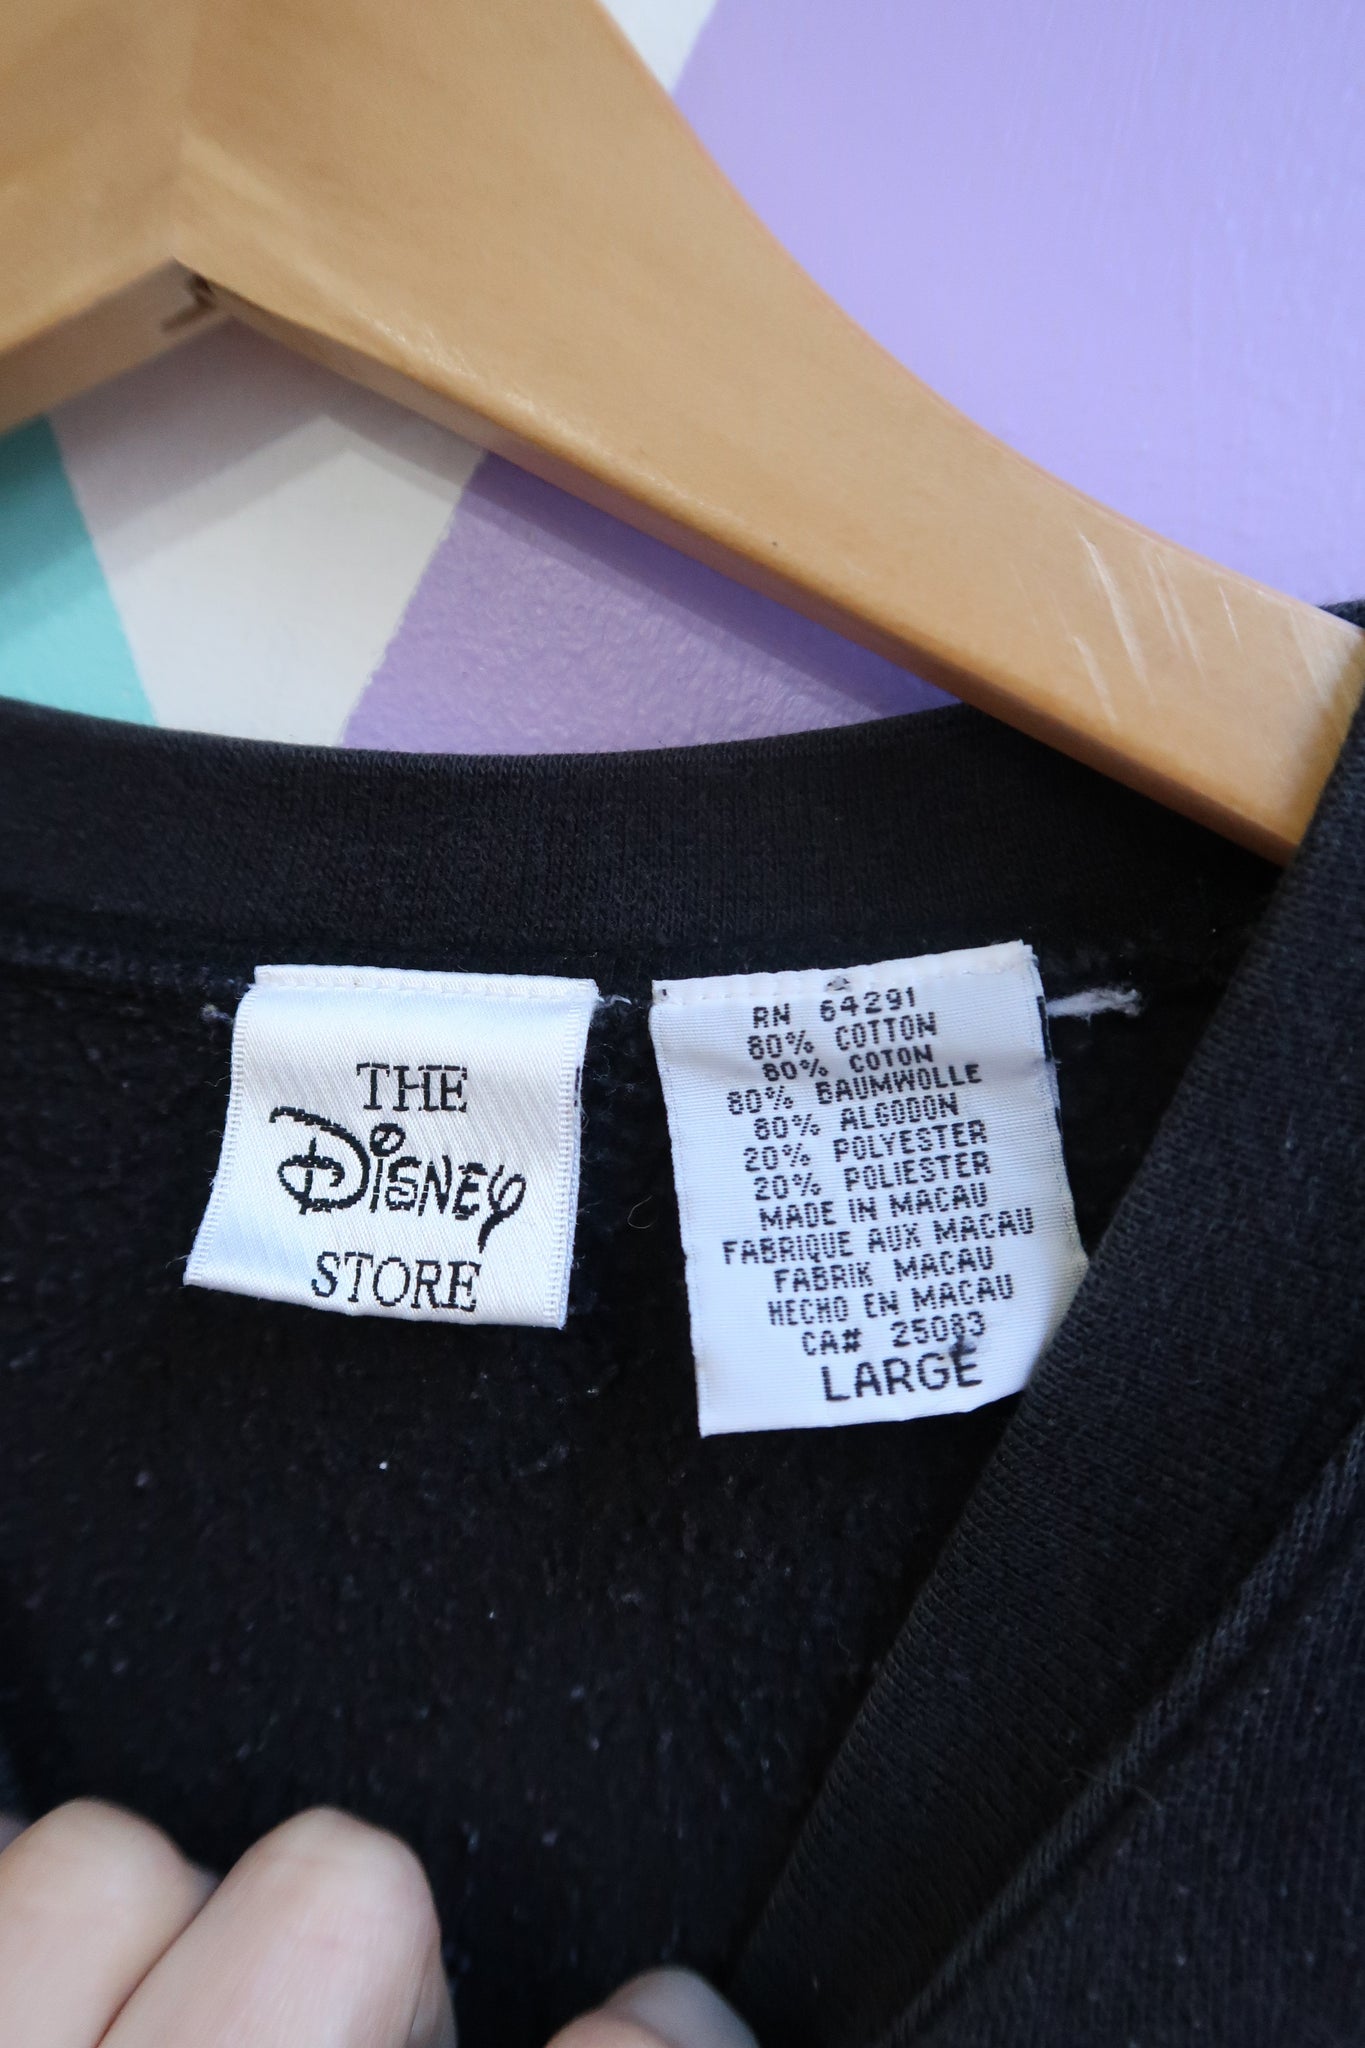 THE
DISNEY
STORE
RN 64291
80% COTTON
80% COTON
80% BAUMWOLLE
80% ALGODON
20% POLYESTER
20% POLIESTER
MADE IN MACAU
FABRIQUE AUX MACAU
FABRIK MACAU
HECHO EN MACAU
CA# 25083
LARGE